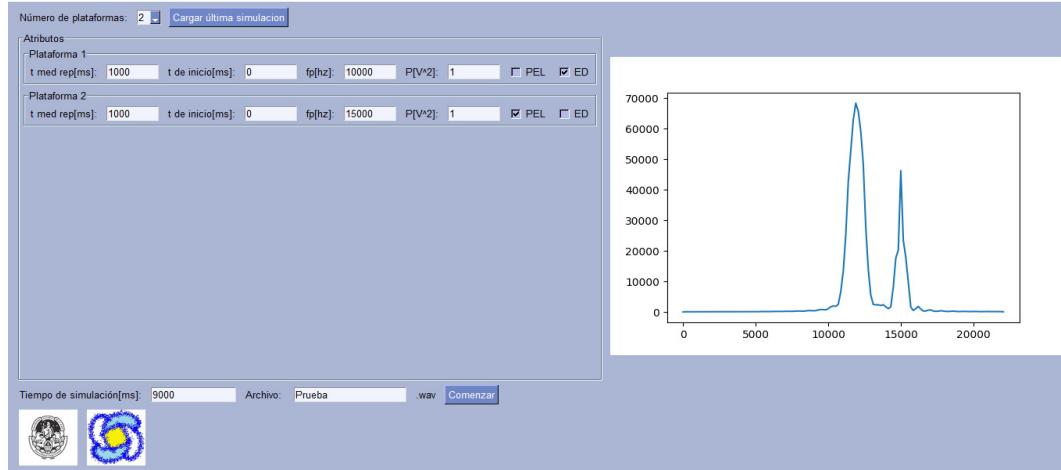 Número de plataformas: 2 Cargar última simulacion
Atributos
Plataforma 1
t med rep[ms]: 1000 t de inicio[ms]: 0 fp[hz]: 10000 P[V^2]: 1 PEL ED
Plataforma 2
t med rep[ms]: 1000 t de inicio[ms]: 0 fp[hz]: 15000 P[V^2]: 1 PEL ED
70000
60000
50000
40000
30000
20000
10000
0
0 5000 10000 15000 20000
Tiempo de simulación[ms]: 9000 Archivo: Prueba .wav Comenzar